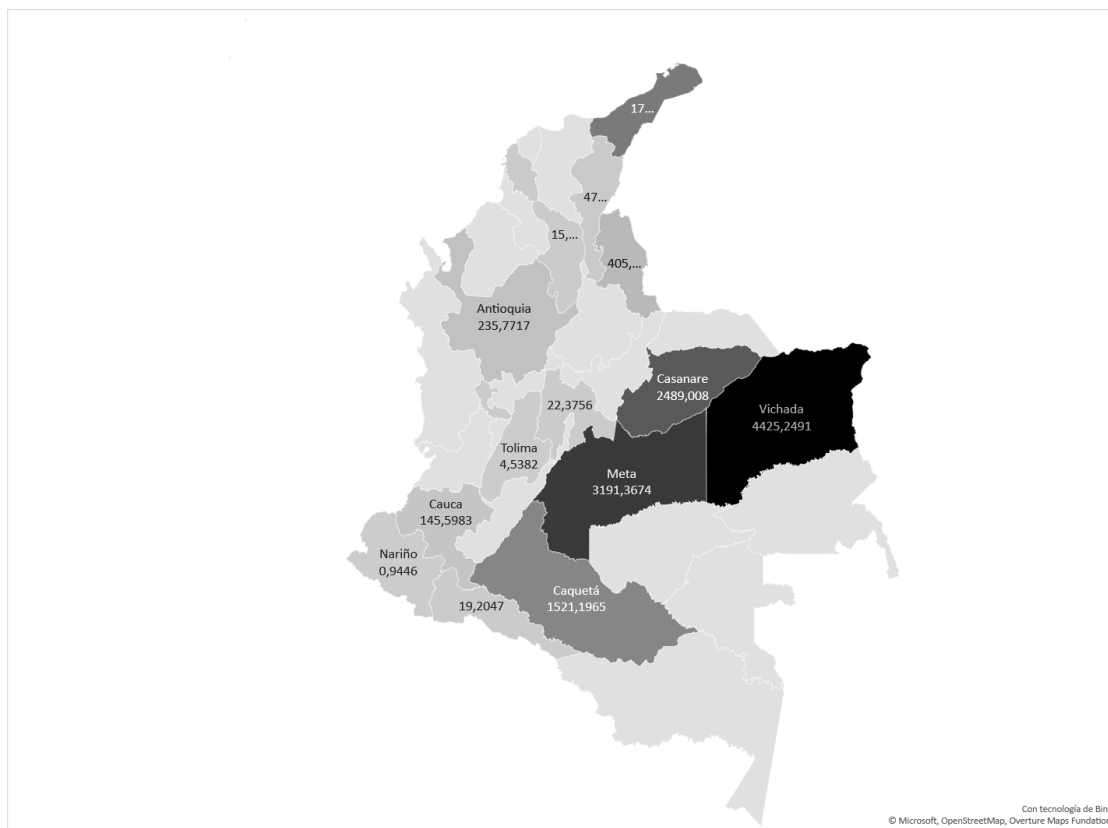 17...
47...
15,...
405,...
Antioquia
235,7717
Casanare
2489,008
Vichada
4425,2491
22,3756
Tolima
4,5382
Meta
3191,3674
Cauca
145,5983
Nariño
0,9446
19,2047
Caquetá
1521,1965
Con tecnología de Bin
© Microsoft, OpenStreetMap, Overture Maps Fundation